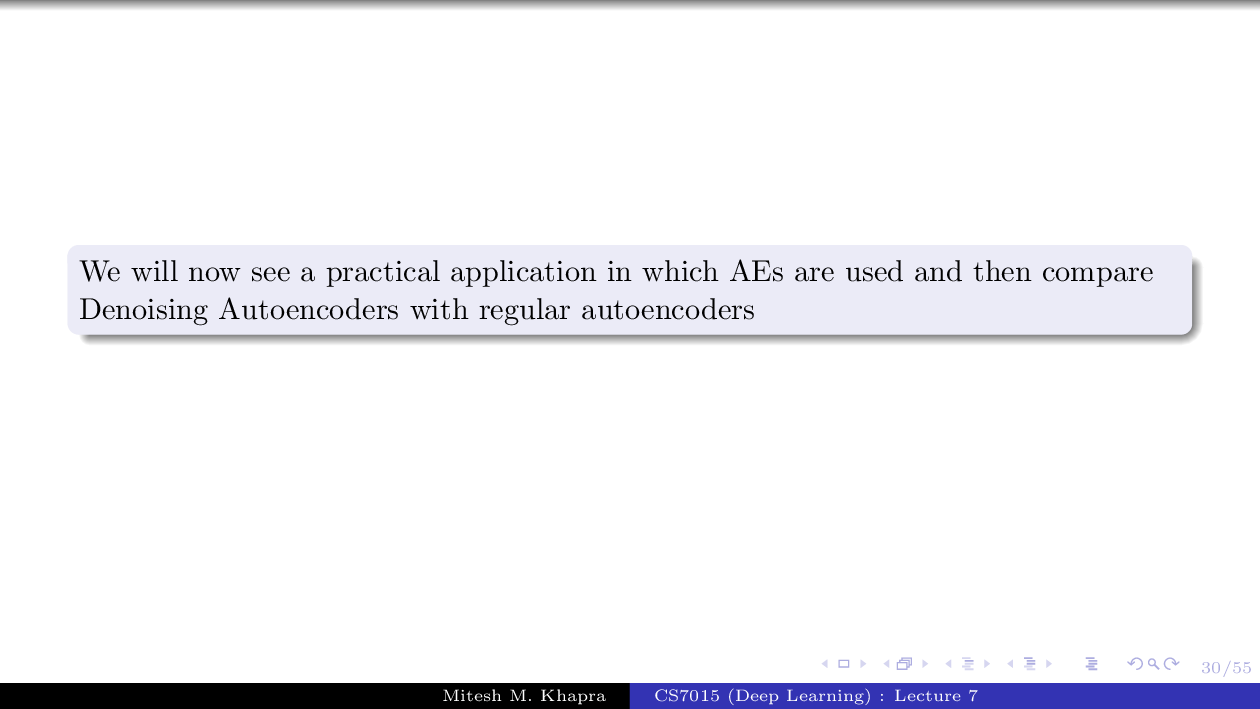 We will now see a practical application in which AEs are used and then compare
Denoising Autoencoders with regular autoencoders
30/55
Mitesh M. Khapra
CS7015 (Deep Learning) : Lecture 7